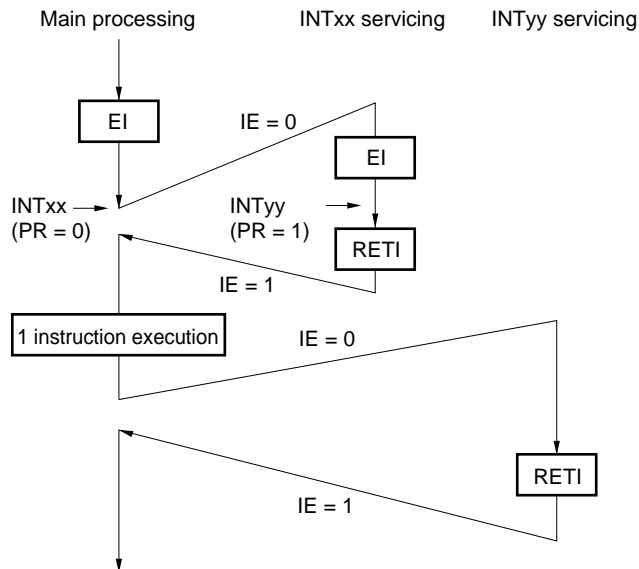 Main processing
INTxx servicing
INTyy servicing
EI
IE = 0
EI
INTxx
(PR = 0)
INTyy
(PR = 1)
RETI
IE = 1
1 instruction execution
IE = 0
RETI
IE = 1